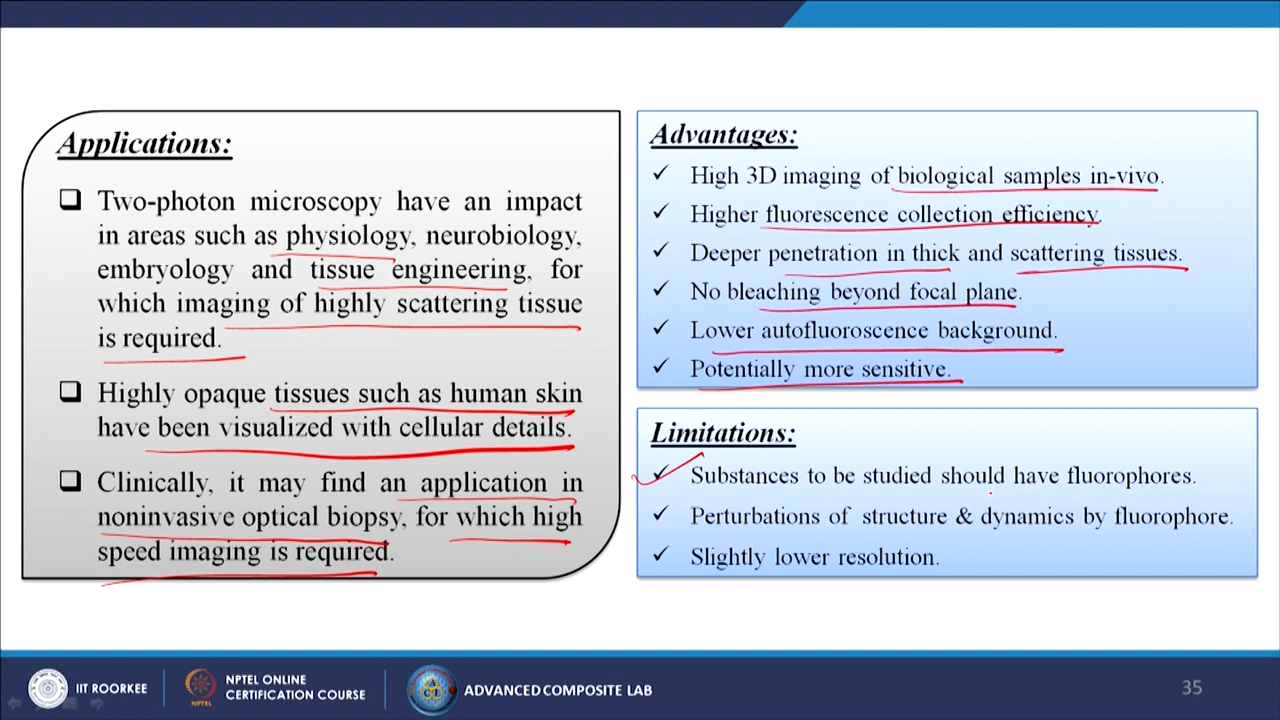 Applications:
Two-photon microscopy have an impact
in areas such as physiology, neurobiology,
embryology and tissue engineering, for
which imaging of highly scattering tissue
is required.
Highly opaque tissues such as human skin
have been visualized with cellular details.
Clinically, it may find an application in
noninvasive optical biopsy, for which high
speed imaging is required.
Advantages:
High 3D imaging of biological samples in-vivo.
Higher fluorescence collection efficiency.
Deeper penetration in thick and scattering tissues.
No bleaching beyond focal plane.
Lower autofluoroscence background.
Potentially more sensitive.
Limitations:
Substances to be studied should have fluorophores.
Perturbations of structure & dynamics by fluorophore.
Slightly lower resolution.
IIT ROORKEE
NPTEL
NPTEL ONLINE
CERTIFICATION COURSE
ADVANCED COMPOSITE LAB
35